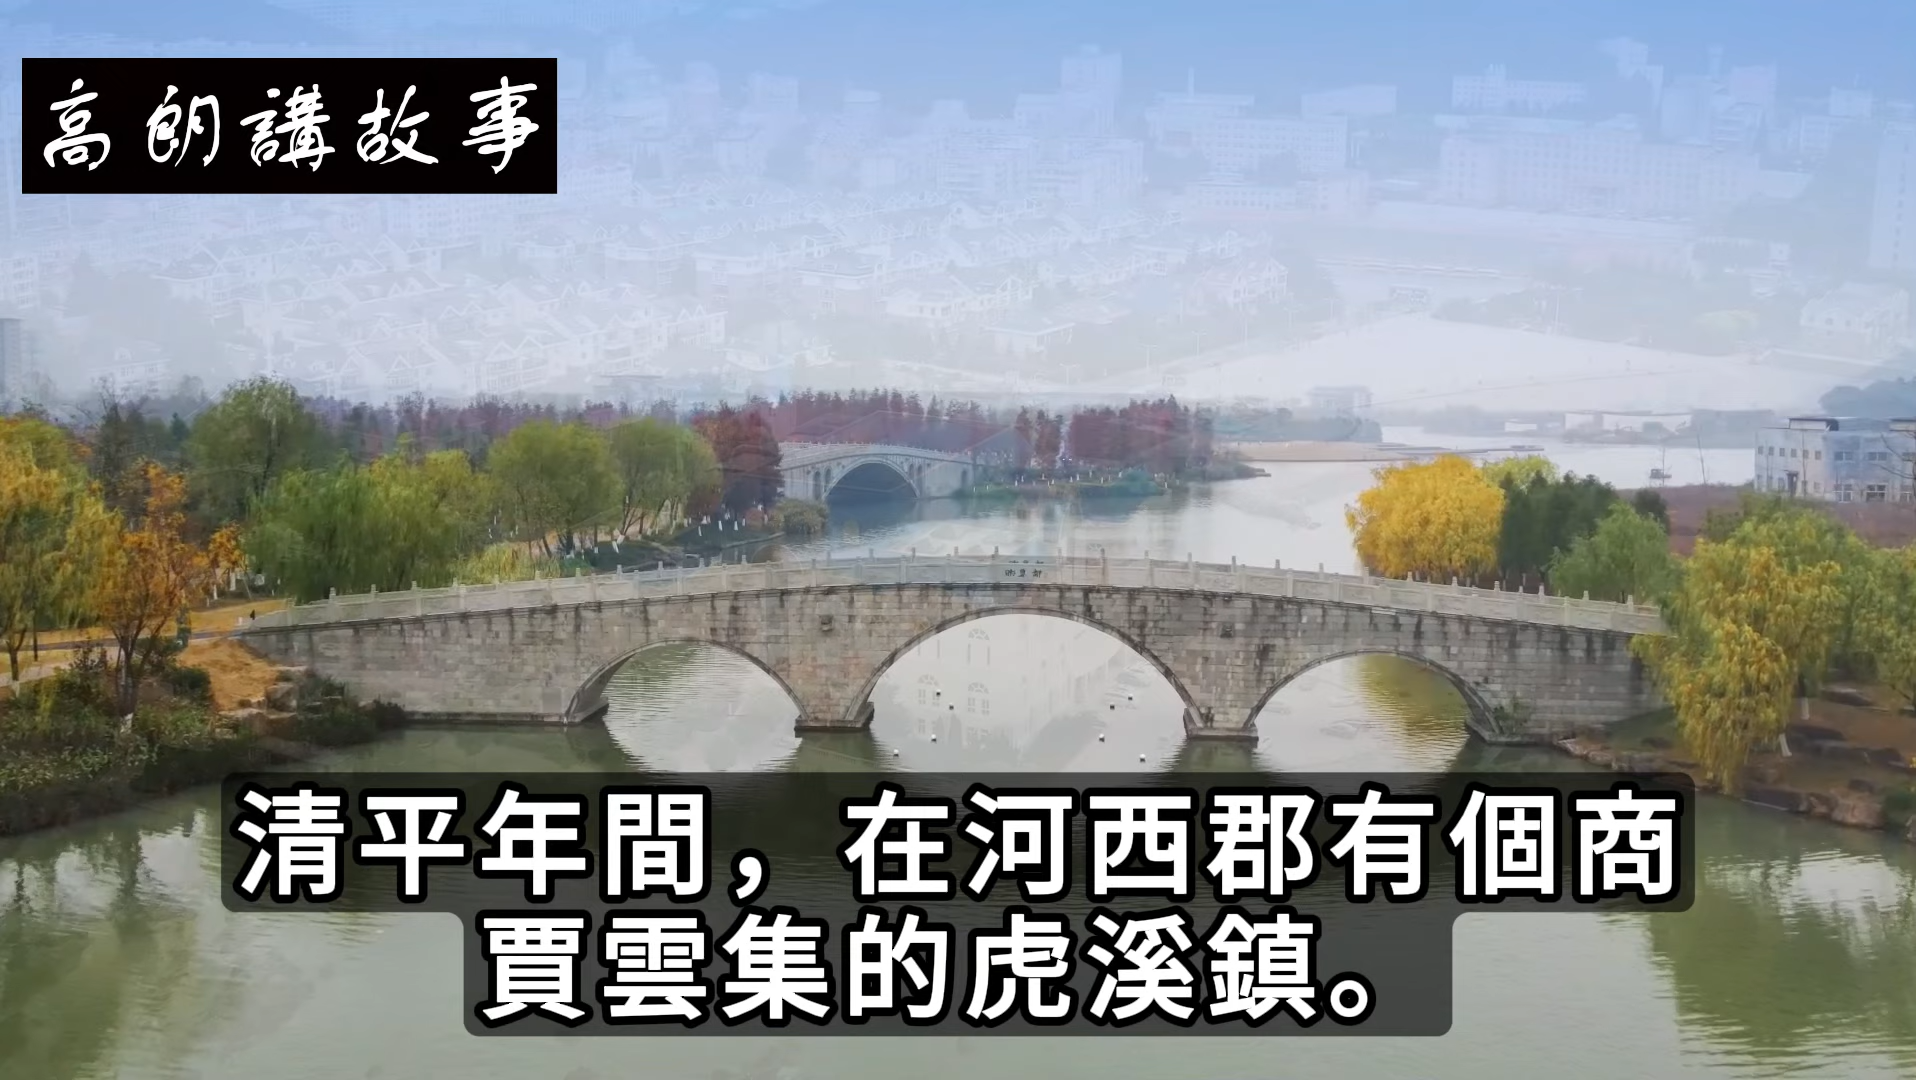 高朗講故事
清平年間，在河西郡有個商
賈雲集的虎溪鎮。